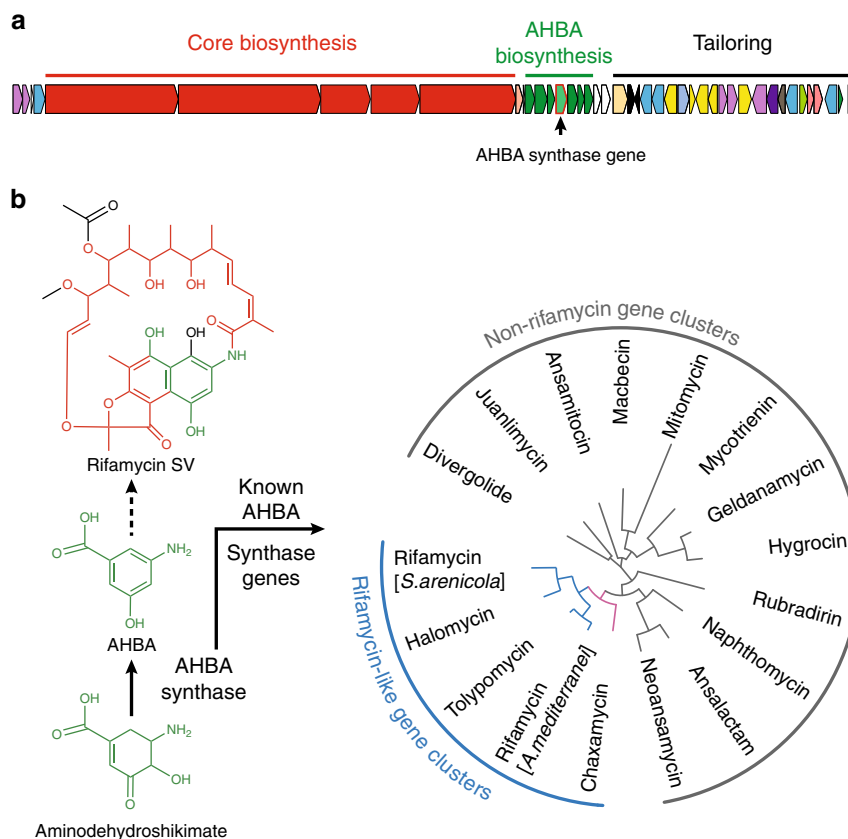 a
Core biosynthesis
AHBA
biosynthesis
Tailoring
AHBA synthase gene
b
O
O
O
OH
OH
O
OH
OH
NH
O
O
O
OH
Rifamycin SV
OH
O
NH2
OH
AHBA
OH
O
NH2
OH
O
Aminodehydroshikimate
AHBA
synthase
Known
AHBA
Synthase
genes
Non-rifamycin gene clusters
Divergolide
Juanlimycin
Ansamitocin
Macbecin
Mitomycin
Mycotrienin
Geldanamycin
Hygrocin
Rubradirin
Naphthomycin
Ansalactam
Neoansamycin
Rifamycin-like gene clusters
Rifamycin
[S.arenicola]
Halomycin
Tolypomycin
Rifamycin
[A.mediterranei]
Chaxamycin